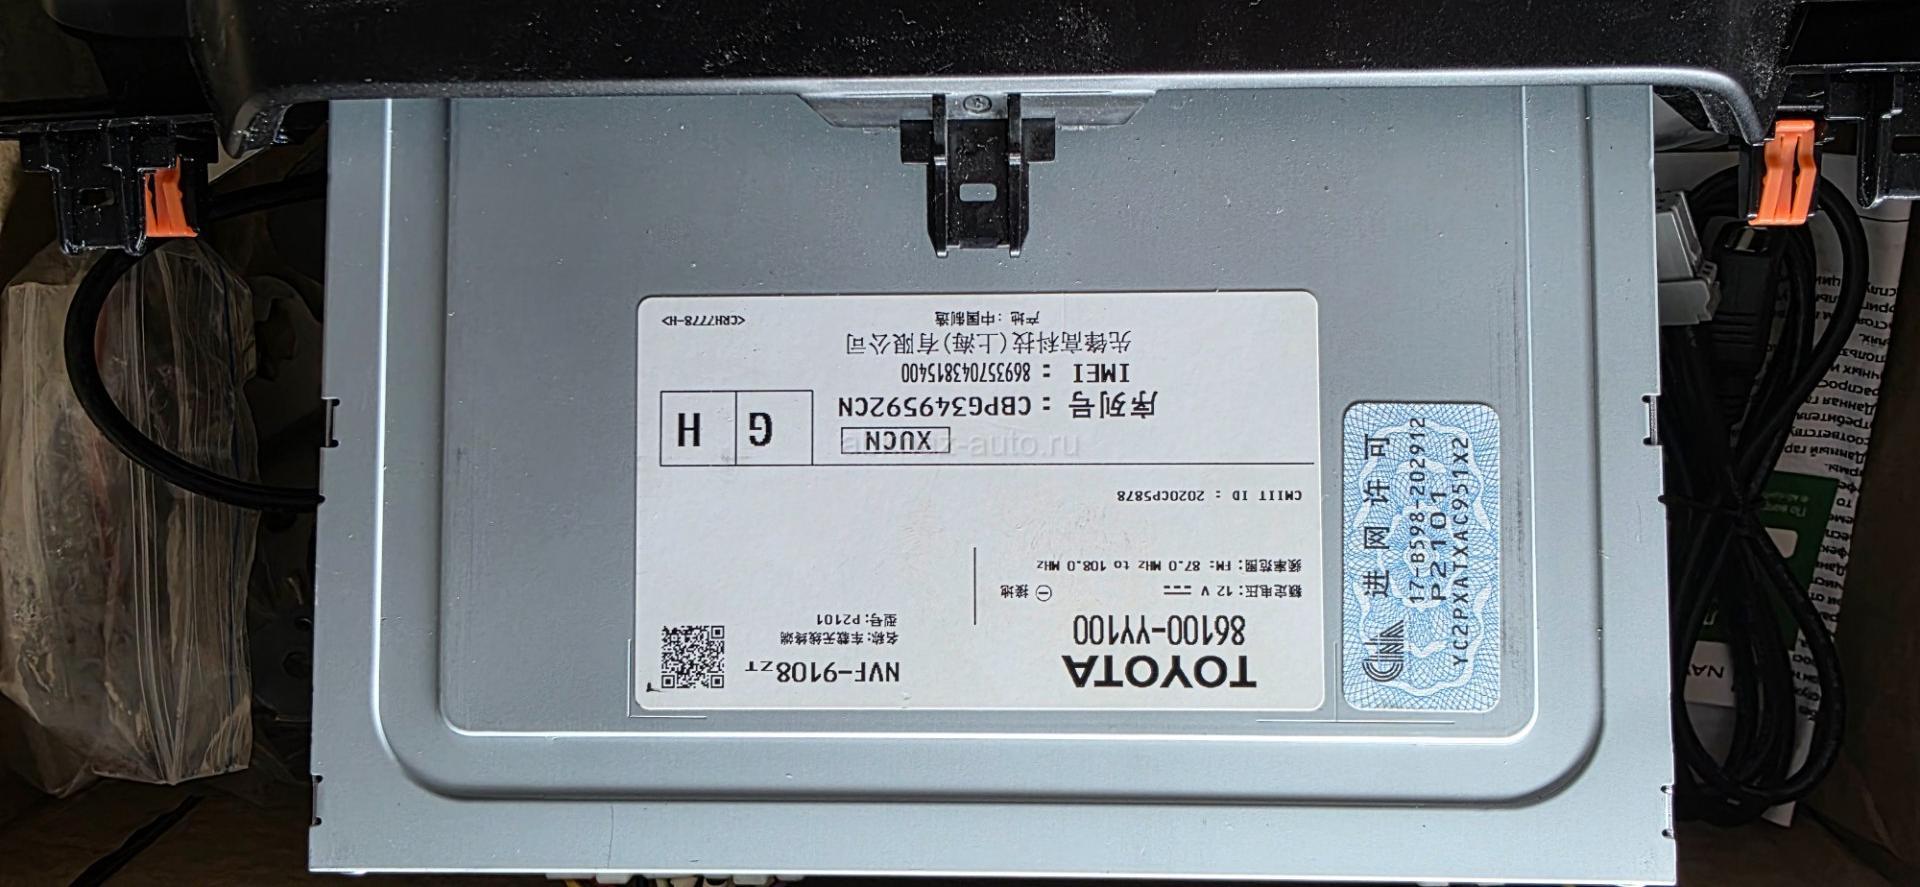 TOYOTA
86100-YY100
额定电压: 12 V
接地
频率范围: FM: 87.0 MHz to 108.0 MHz
NVF-9108ZT
名称: 车载无线终端
型号: P2101
CMIIT ID : 2020CP5878
XUCN
G H
序列号 : CBPG349592CN
IMEI : 869357043815400
先锋高科技(上海)有限公司
产地 : 中国制造
<CRH7778-H>
进网许可
17-B598-202912
P2101
YC2PXATXAC951X2